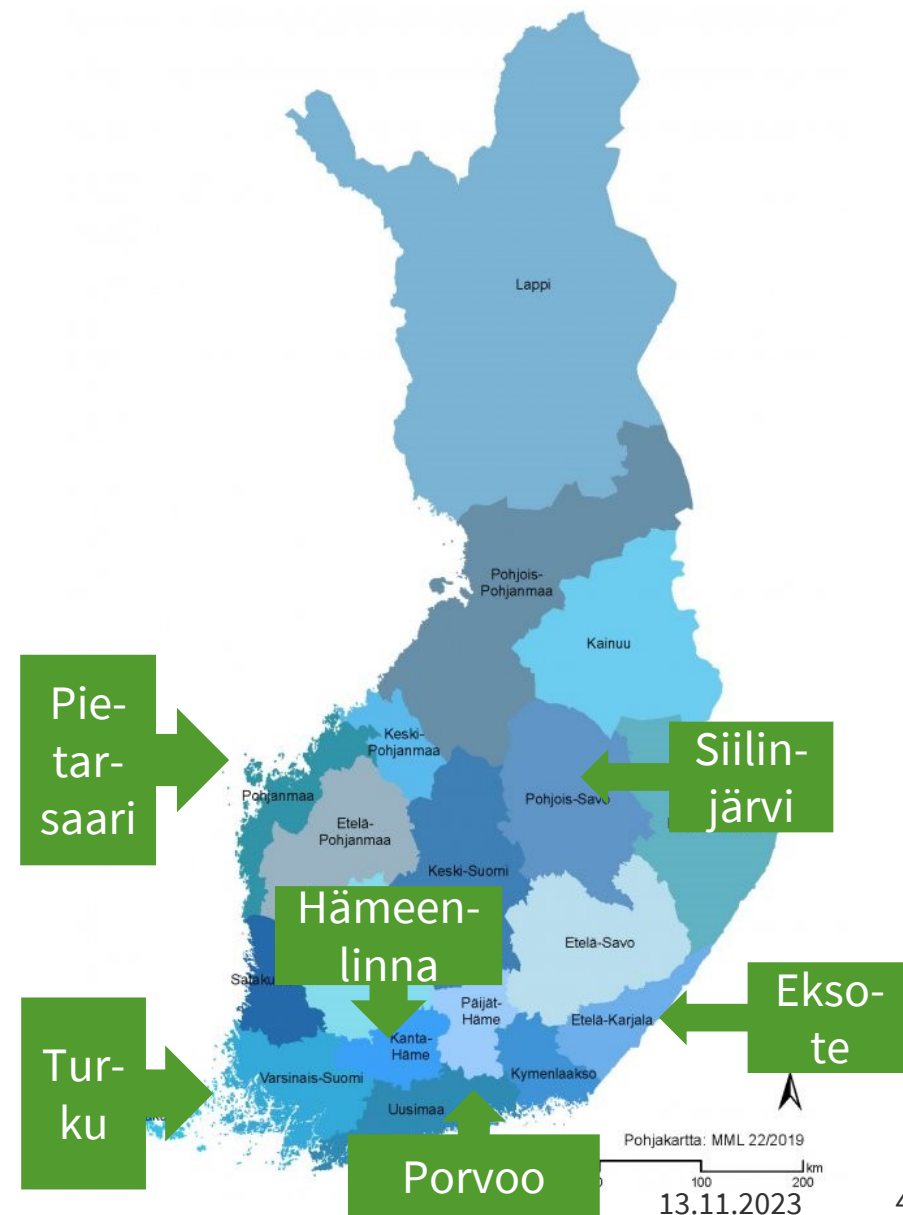 Lappi
Pohjois-
Pohjanmaa
Kainuu
Pie-
tar-
saari
Keski-
Pohjanmaa
Pohjanmaa
Siilin-
järvi
Pohjois-Savo
Etelä-
Pohjanmaa
Keski-Suomi
Hämeen-
linna
Etelä-Savo
Päijät-
Häme
Etelä-Karjala
Ekso-
te
Kanta-
Häme
Tur-
ku
Varsinais-Suomi
Kymenlaakso
Uusimaa
Porvoo
Pohjakartta: MML 22/2019
100
200
km
13.11.2023
4